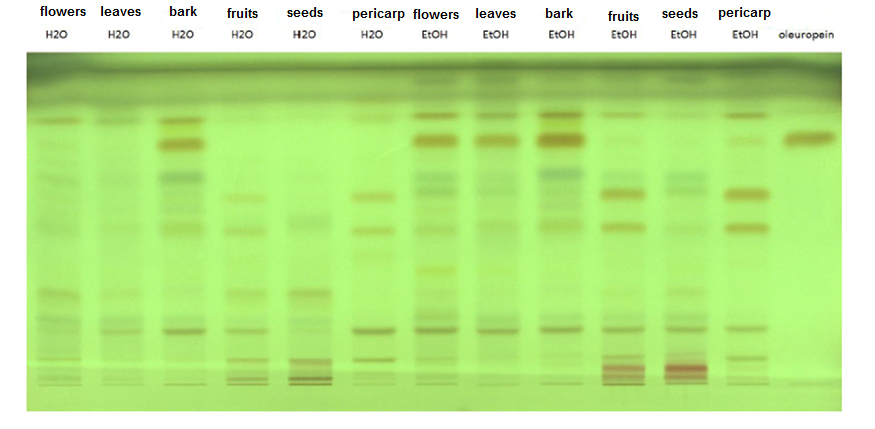 flowers leaves bark fruits seeds pericarp flowers leaves bark fruits seeds pericarp
H2O H2O H2O H2O H2O H2O EtOH EtOH EtOH EtOH EtOH EtOH oleuropein